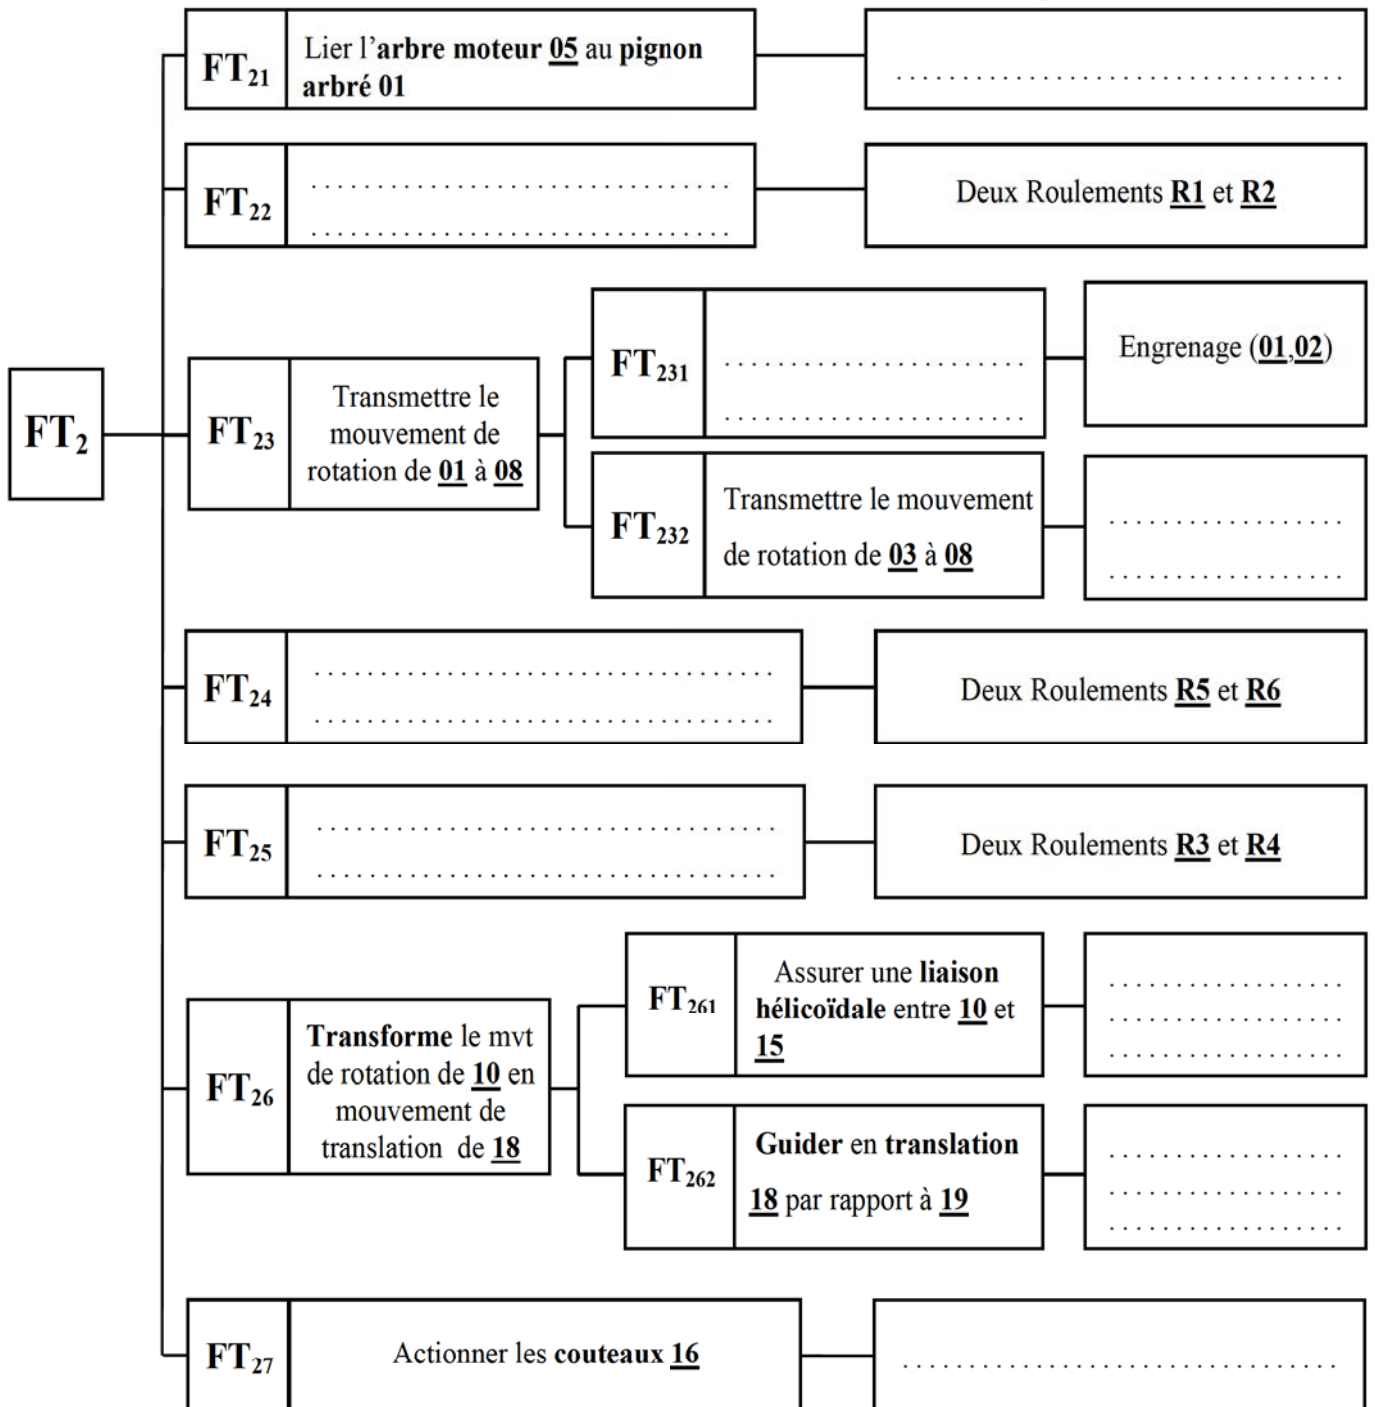 FT21
Lier l’arbre moteur 05 au pignon
arbré 01
. . . . . . . . . . . . . . . . . . . . . . . . . . . . . . . . . .
FT22
. . . . . . . . . . . . . . . . . . . . . . . . . . . . . . . .
. . . . . . . . . . . . . . . . . . . . . . . . . . . . . . . .
Deux Roulements R1 et R2
FT2
FT23
Transmettre le
mouvement de
rotation de 01 à 08
FT231
. . . . . . . . . . . . . . . . . . . . . . .
. . . . . . . . . . . . . . . . . . . . . . .
Engrenage (01,02)
FT232
Transmettre le mouvement
de rotation de 03 à 08
. . . . . . . . . . . . . . . . . .
. . . . . . . . . . . . . . . . . .
FT24
. . . . . . . . . . . . . . . . . . . . . . . . . . . . . . . . . . .
. . . . . . . . . . . . . . . . . . . . . . . . . . . . . . . . . . .
Deux Roulements R5 et R6
FT25
. . . . . . . . . . . . . . . . . . . . . . . . . . . . . . . . . . .
. . . . . . . . . . . . . . . . . . . . . . . . . . . . . . . . . . .
Deux Roulements R3 et R4
FT26
Transforme le mvt
de rotation de 10 en
mouvement de
translation de 18
FT261
Assurer une liaison
hélicoïdale entre 10 et
15
. . . . . . . . . . . . . . . . . .
. . . . . . . . . . . . . . . . . .
. . . . . . . . . . . . . . . . . .
FT262
Guider en translation
18 par rapport à 19
. . . . . . . . . . . . . . . . . .
. . . . . . . . . . . . . . . . . .
. . . . . . . . . . . . . . . . . .
FT27
Actionner les couteaux 16
. . . . . . . . . . . . . . . . . . . . . . . . . . . . . . . . .